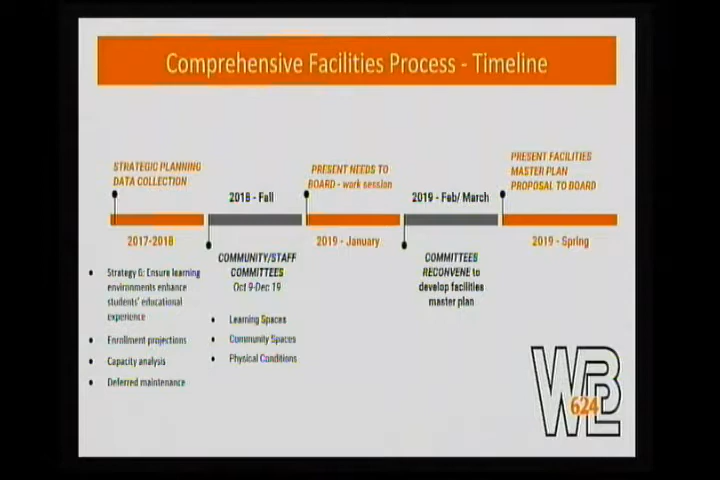 Comprehensive Facilities Process - Timeline
STRATEGIC PLANNING
DATA COLLECTION
2017-2018
Strategy 6: Ensure learning
environments enhance
students' educational
experience
Enrollment projections
Capacity analysis
Deferred maintenance
2018 - Fall
COMMUNITY/STAFF
COMMITTEES
Oct 9-Dec 19
Learning Spaces
Community Spaces
Physical Conditions
PRESENT NEEDS TO
BOARD - work session
2019 - January
2019 - Feb/ March
COMMITTEES
RECONVENE to
develop facilities
master plan
PRESENT FACILITIES
MASTER PLAN
PROPOSAL TO BOARD
2019 - Spring
WBL
624